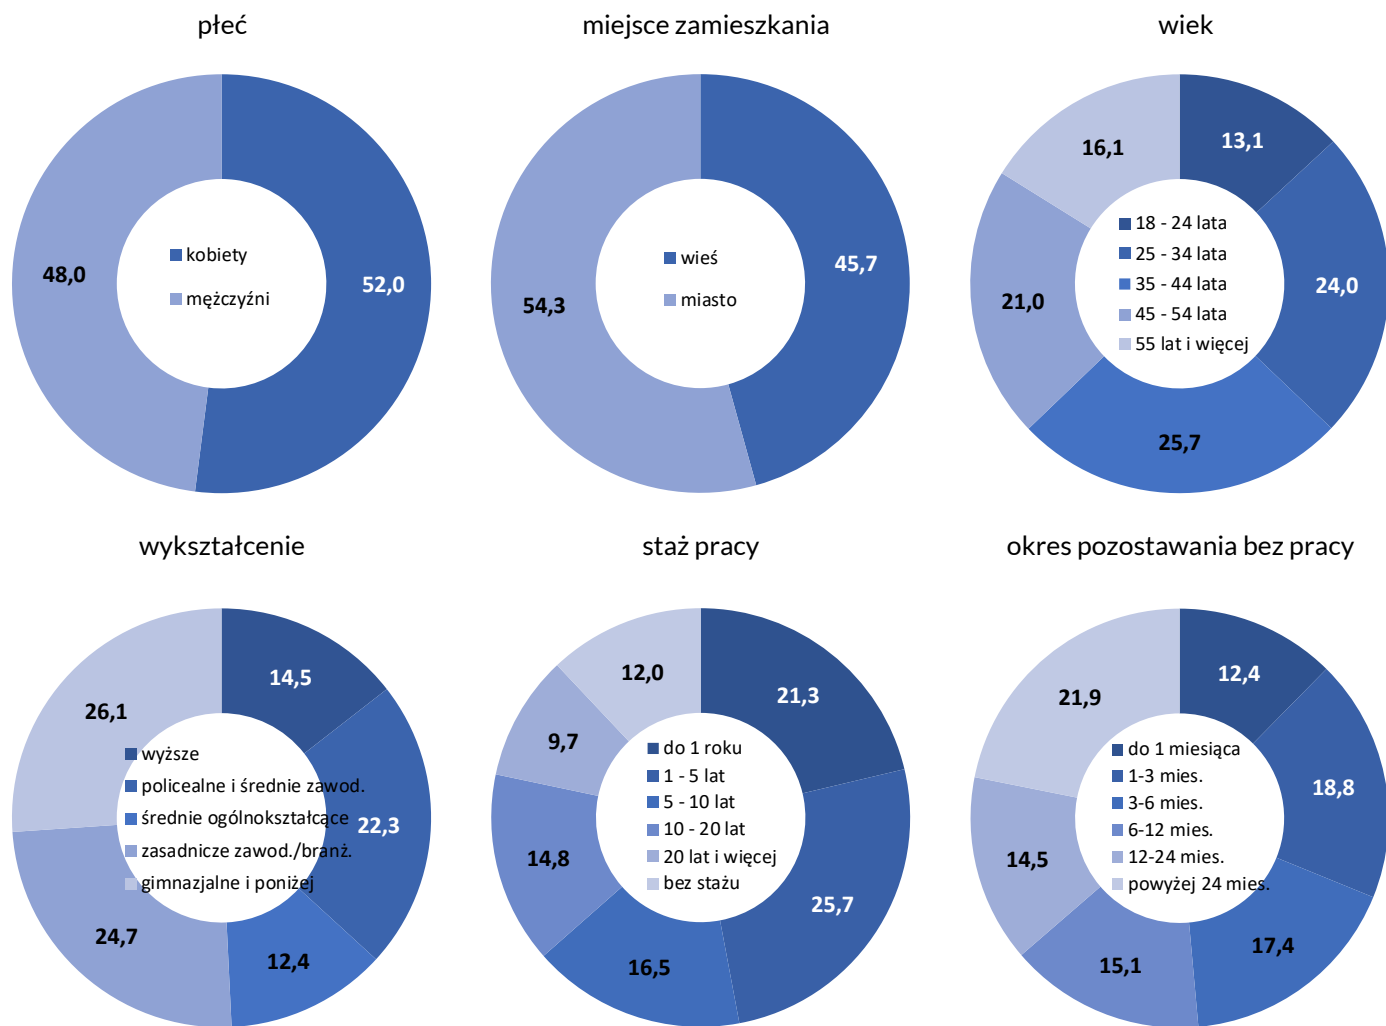 płeć
48,0
52,0
kobiety
mężczyźni
miejsce zamieszkania
54,3
45,7
wieś
miasto
wiek
16,1
13,1
21,0
24,0
25,7
18 - 24 lata
25 - 34 lata
35 - 44 lata
45 - 54 lata
55 lat i więcej
wykształcenie
14,5
26,1
22,3
24,7
12,4
wyższe
policealne i średnie zawod.
średnie ogólnokształcące
zasadnicze zawod./branż.
gimnazjalne i poniżej
staż pracy
12,0
21,3
9,7
14,8
25,7
16,5
do 1 roku
1 - 5 lat
5 - 10 lat
10 - 20 lat
20 lat i więcej
bez stażu
okres pozostawania bez pracy
12,4
21,9
18,8
14,5
17,4
15,1
do 1 miesiąca
1-3 mies.
3-6 mies.
6-12 mies.
12-24 mies.
powyżej 24 mies.